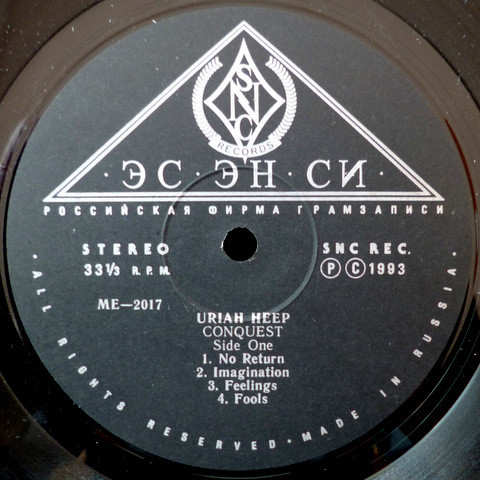 SNC
RECORDS
· ЭС · ЭН · СИ ·
РОССИЙСКАЯ ФИРМА ГРАМЗАПИСИ
STEREO
33⅓ R.P.M.
SNC REC.
Ⓟ Ⓒ 1993
ME—2017
URIAH HEEP
CONQUEST
Side One
1. No Return
2. Imagination
3. Feelings
4. Fools
· ALL RIGHTS RESERVED · MADE IN RUSSIA ·